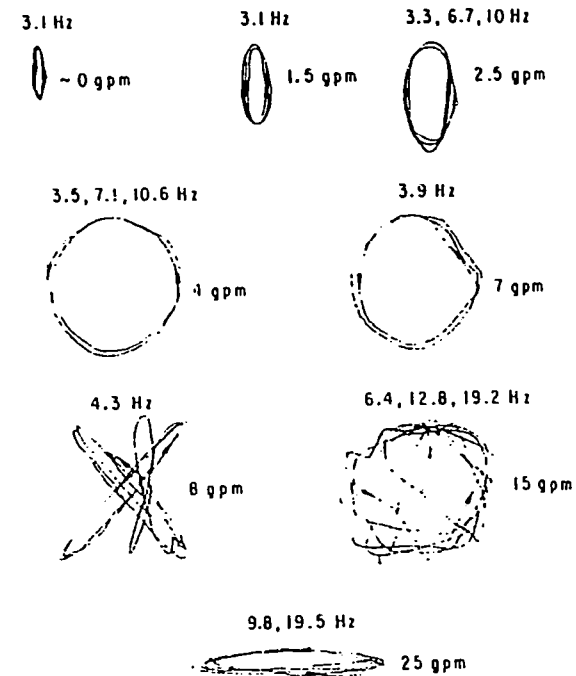 3.1 Hz
~ 0 gpm
3.1 Hz
1.5 gpm
3.3, 6.7, 10 Hz
2.5 gpm
3.5, 7.1, 10.6 Hz
4 gpm
3.9 Hz
7 gpm
4.3 Hz
8 gpm
6.4, 12.8, 19.2 Hz
15 gpm
9.8, 19.5 Hz
25 gpm